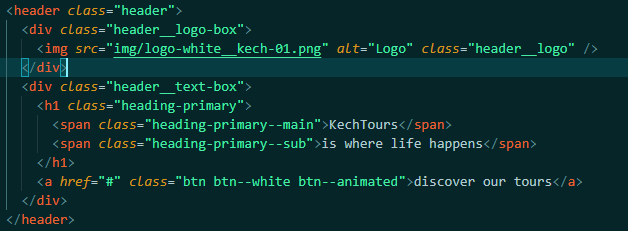 <header class="header">
<div class="header__logo-box">
<img src="img/logo-white__kech-01.png" alt="Logo" class="header__logo" />
</div>
<div class="header__text-box">
<h1 class="heading-primary">
<span class="heading-primary--main">KechTours</span>
<span class="heading-primary--sub">is where life happens</span>
</h1>
<a href="#" class="btn btn--white btn--animated">discover our tours</a>
</div>
</header>